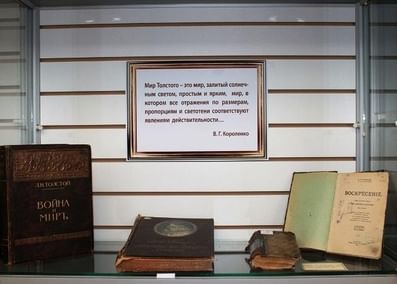 Мир Толстого – это мир, залитый солнеч-
ным светом, простым и ярким, мир, в
котором все отражения по размерам,
пропорциям и светотени соответствуют
явлениям действительности...
В. Г. Короленко
Л.Н. ТОЛСТОЙ
ВОЙНА
И
МИРЪ
ВОСКРЕСЕНIЕ